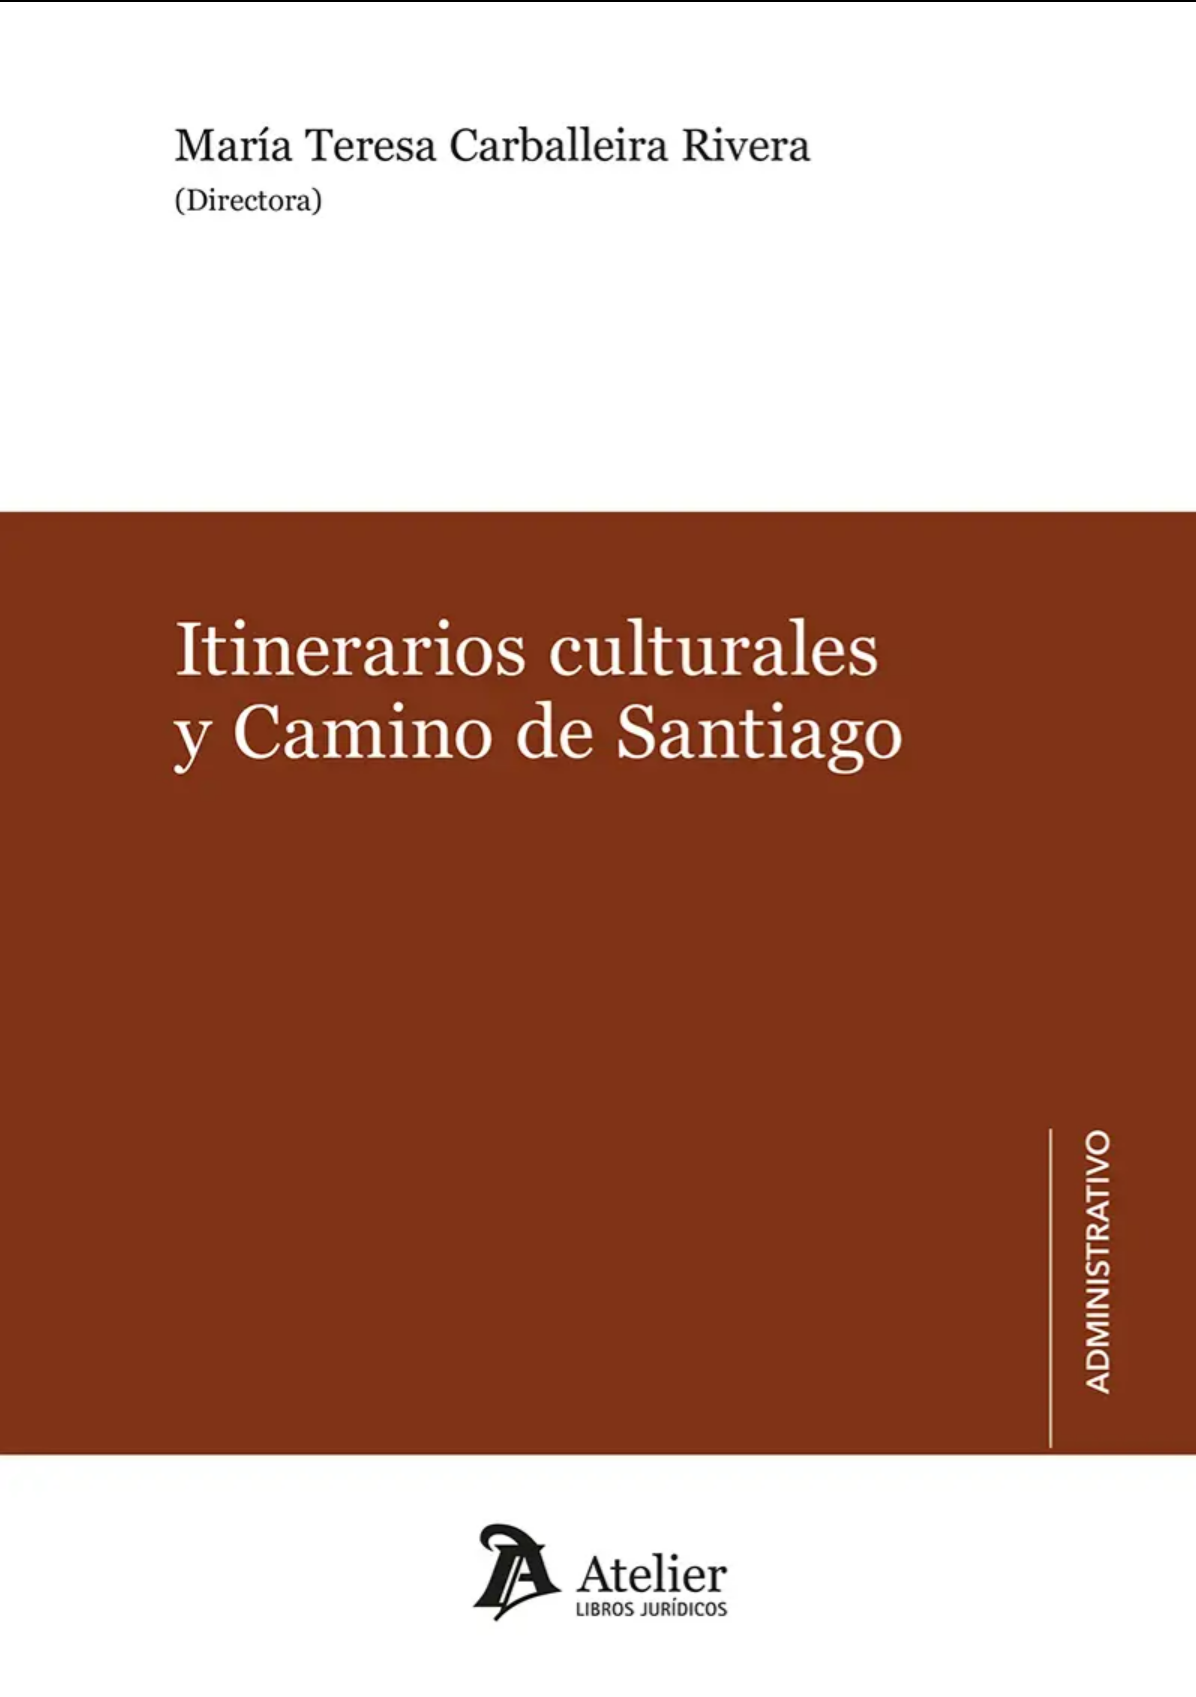 María Teresa Carballeira Rivera
(Directora)
Itinerarios culturales
y Camino de Santiago
ADMINISTRATIVO
Atelier
LIBROS JURÍDICOS